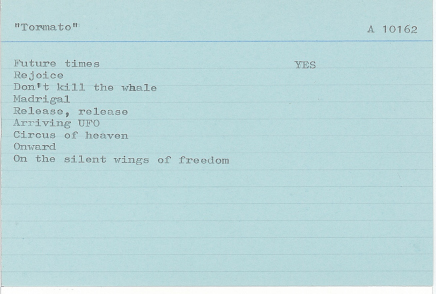 "Tormato" A 10162
Future times YES
Rejoice
Don't kill the whale
Madrigal
Release, release
Arriving UFO
Circus of heaven
Onward
On the silent wings of freedom